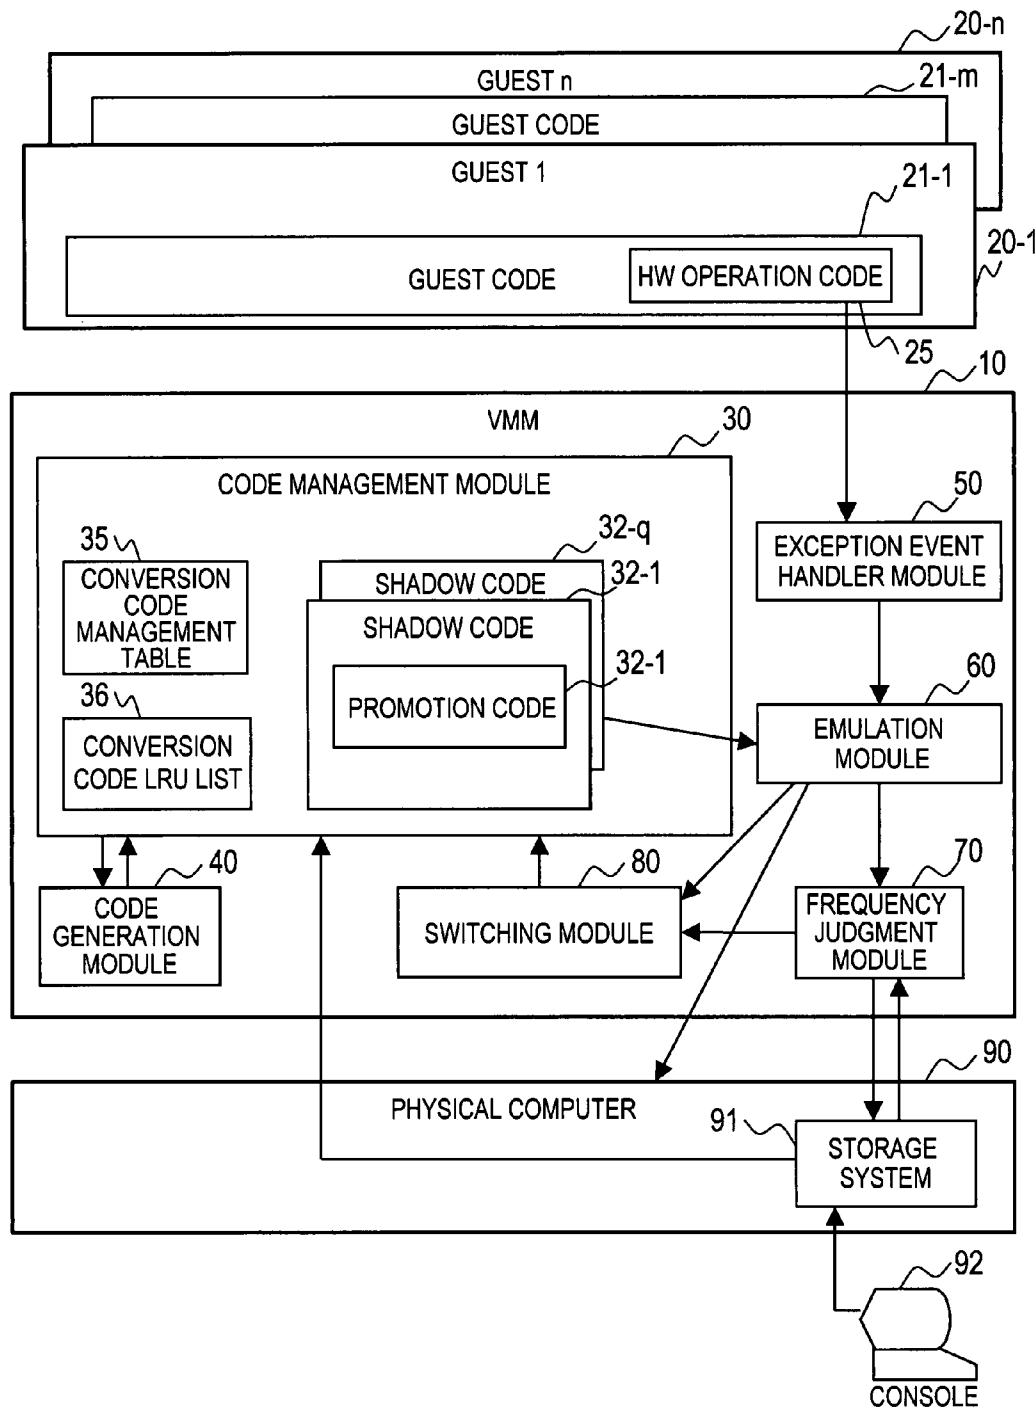 20-n
GUEST n
21-m
GUEST CODE
GUEST 1
21-1
20-1
GUEST CODE
HW OPERATION CODE
25
10
VMM
30
CODE MANAGEMENT MODULE
50
35
32-q
EXCEPTION EVENT
HANDLER MODULE
CONVERSION
CODE
MANAGEMENT
TABLE
SHADOW CODE
32-1
SHADOW CODE
32-1
60
PROMOTION CODE
36
EMULATION
MODULE
CONVERSION
CODE LRU LIST
40
80
70
CODE
GENERATION
MODULE
SWITCHING MODULE
FREQUENCY
JUDGMENT
MODULE
90
PHYSICAL COMPUTER
91
STORAGE
SYSTEM
92
CONSOLE